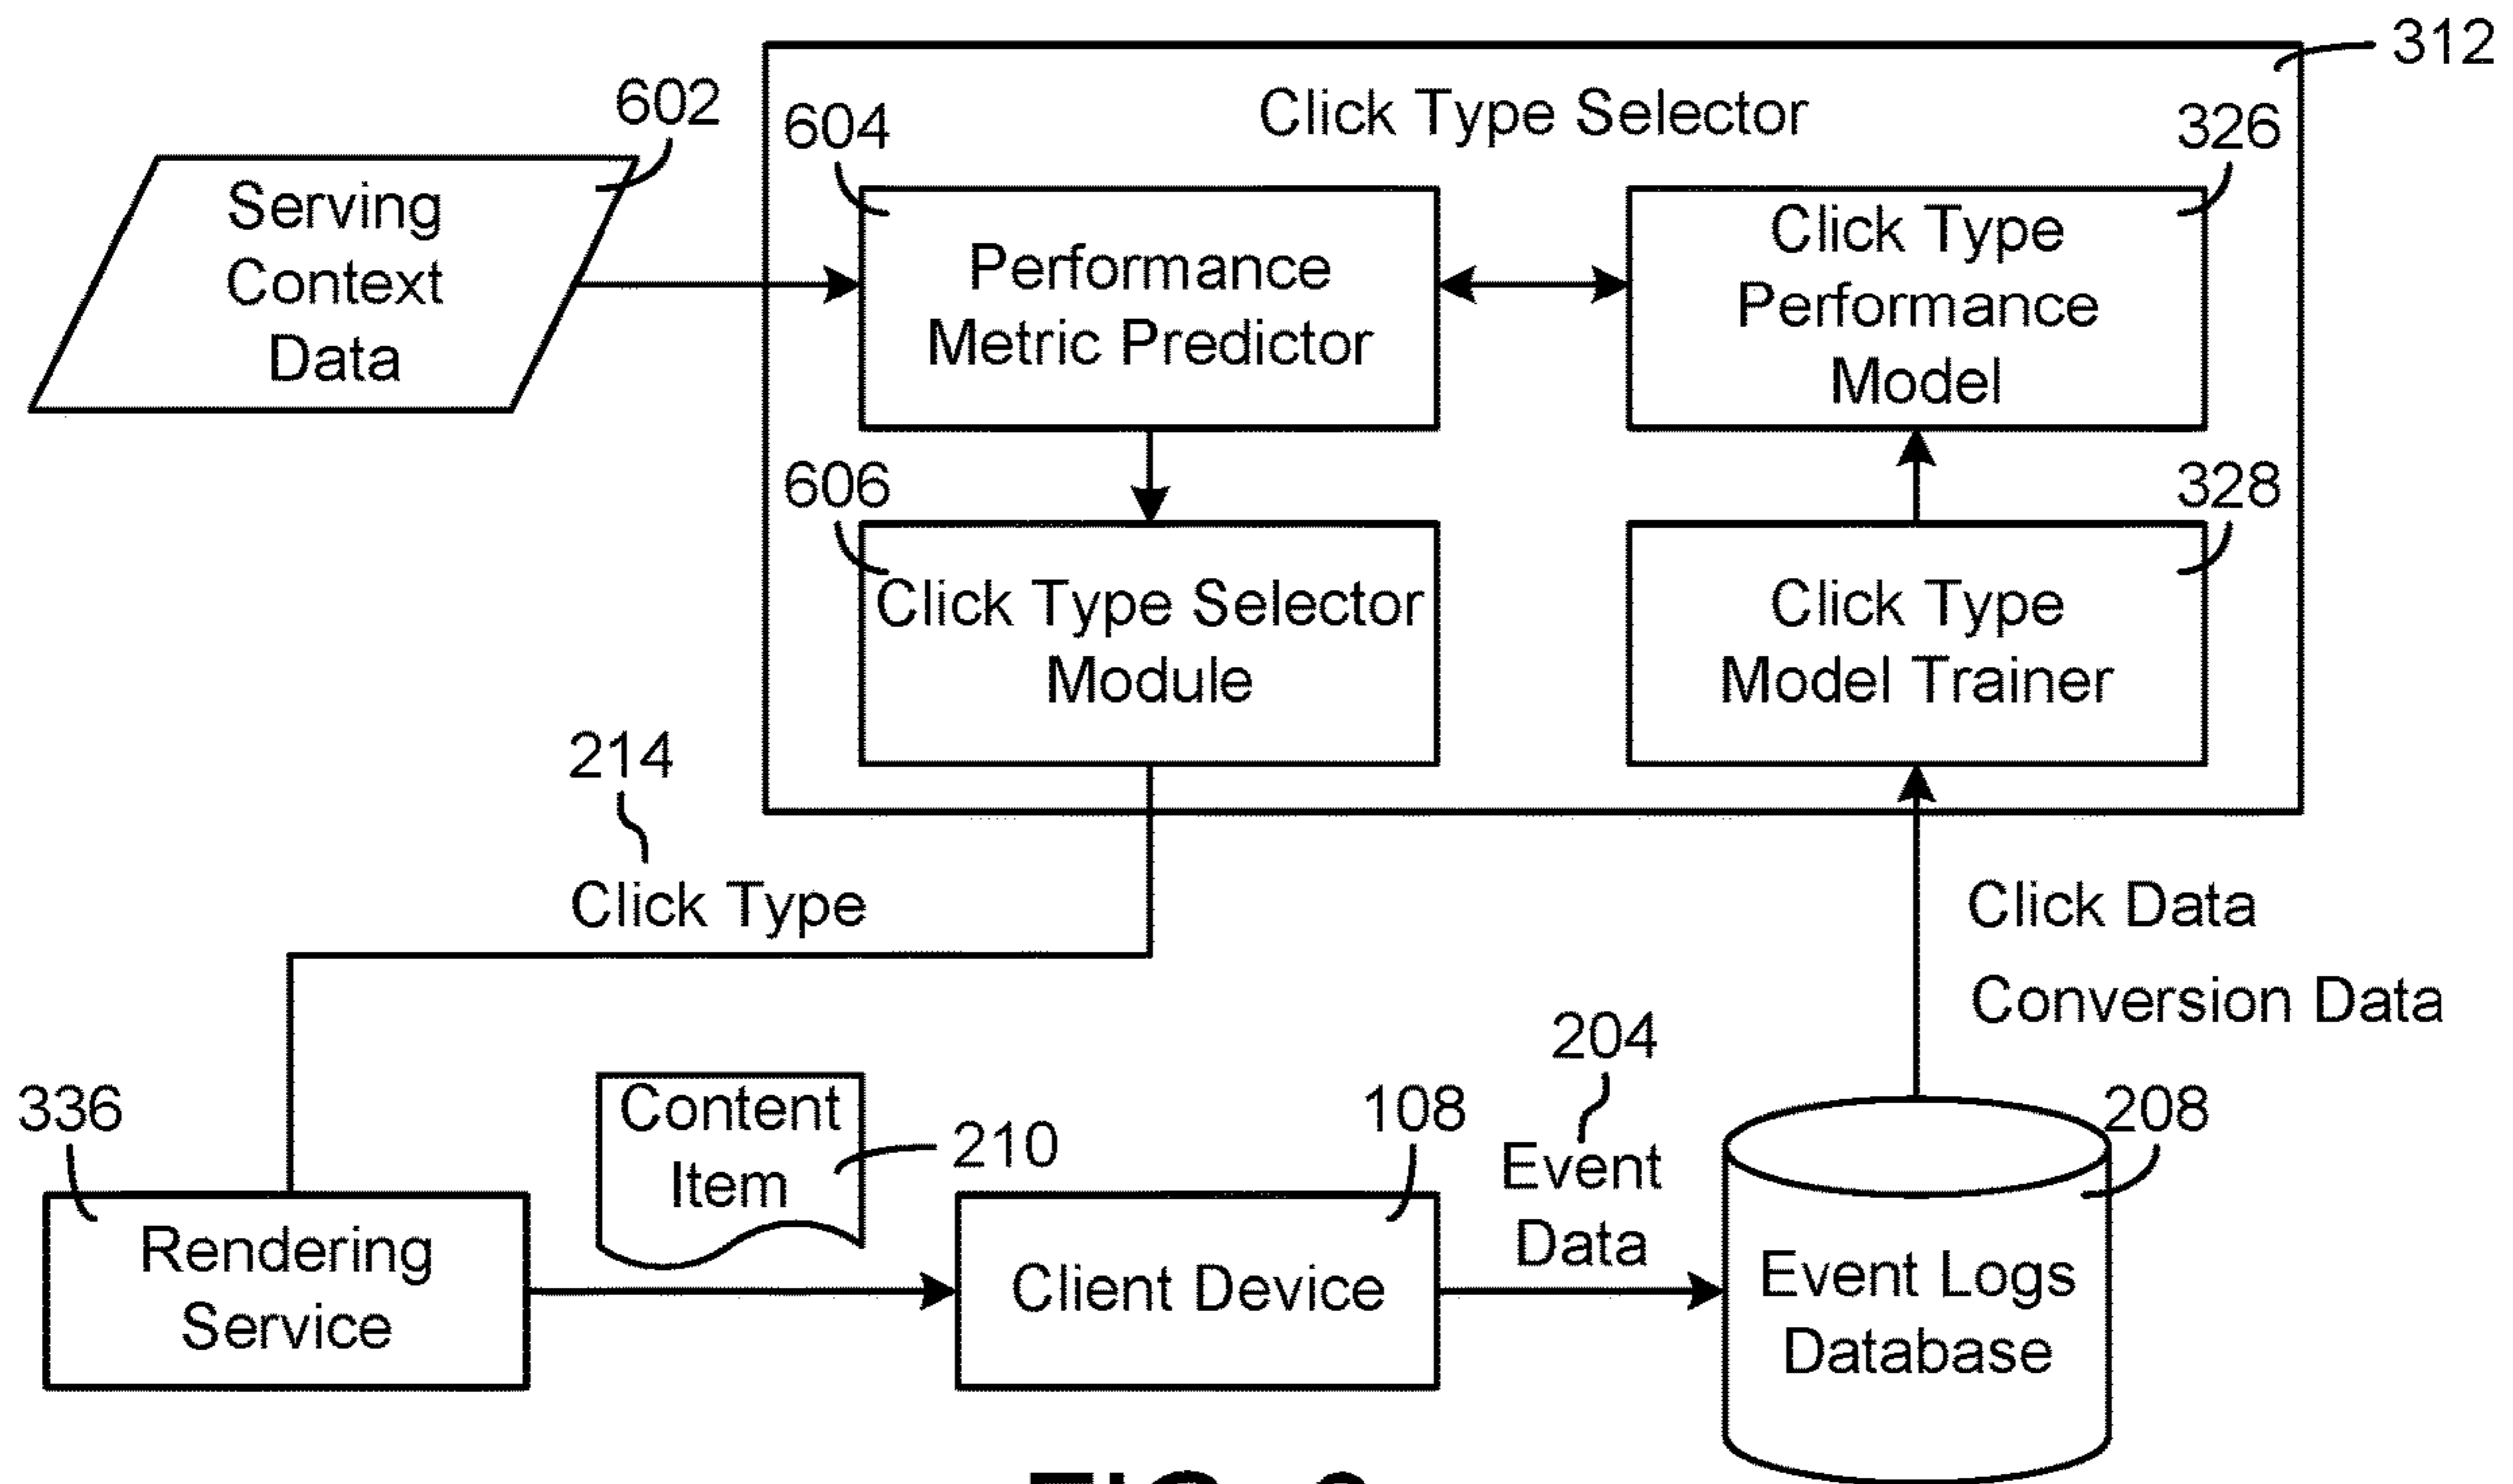 312
Click Type Selector
602
604
326
Serving
Context
Data
Performance
Metric Predictor
Click Type
Performance
Model
606
328
Click Type Selector
Module
Click Type
Model Trainer
214
Click Type
Click Data
Conversion Data
204
336
Content
Item
210
108
Event
Data
208
Rendering
Service
Client Device
Event Logs
Database